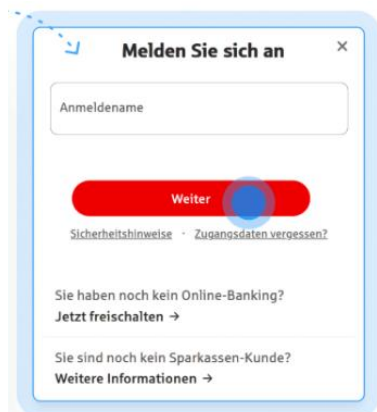 Melden Sie sich an ×
Anmeldename
Weiter
Sicherheitshinweise · Zugangsdaten vergessen?
Sie haben noch kein Online-Banking?
Jetzt freischalten →
Sie sind noch kein Sparkassen-Kunde?
Weitere Informationen →